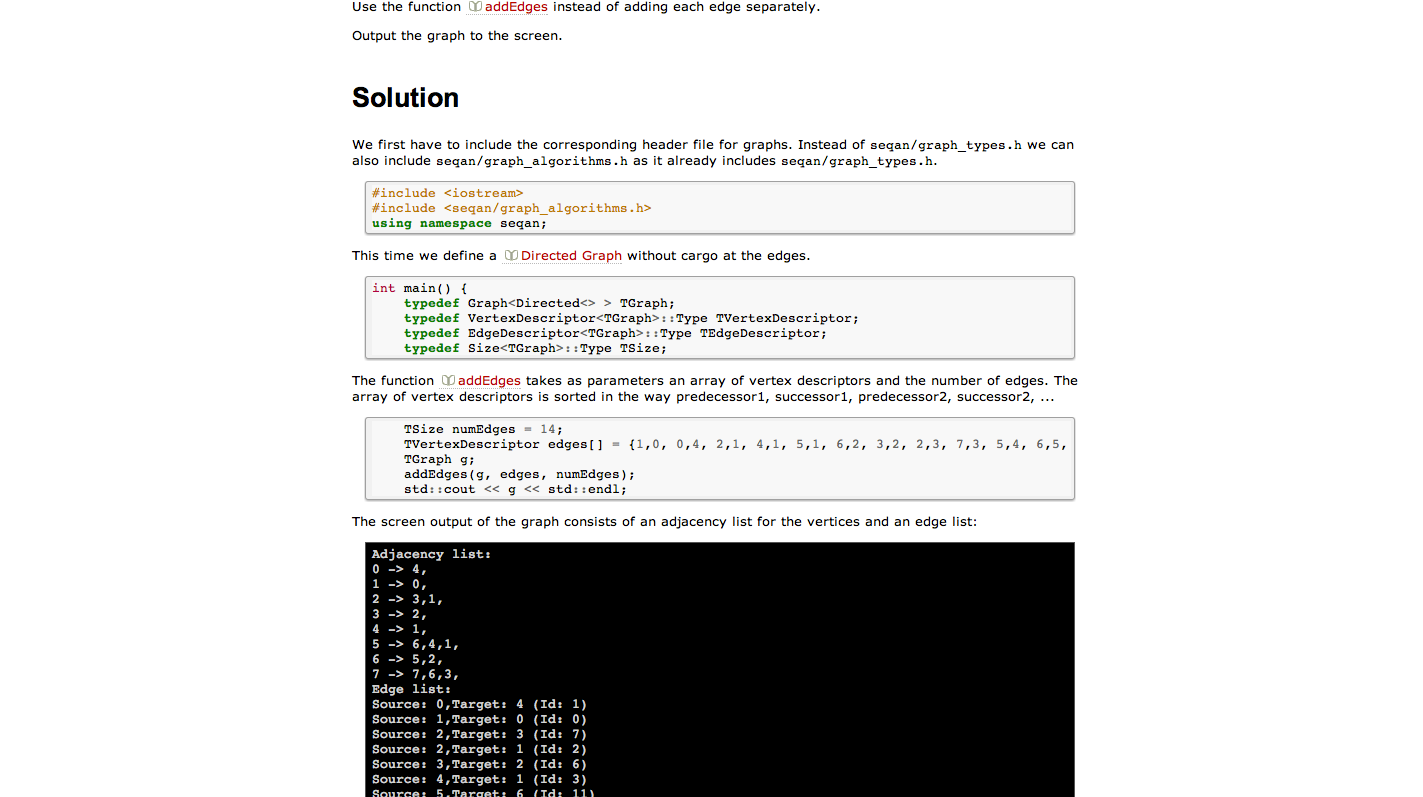 Use the function addEdges instead of adding each edge separately.
Output the graph to the screen.
Solution
We first have to include the corresponding header file for graphs. Instead of seqan/graph_types.h we can
also include seqan/graph_algorithms.h as it already includes seqan/graph_types.h.
#include <iostream>
#include <seqan/graph_algorithms.h>
using namespace seqan;
This time we define a Directed Graph without cargo at the edges.
int main() {
    typedef Graph<Directed<> > TGraph;
    typedef VertexDescriptor<TGraph>::Type TVertexDescriptor;
    typedef EdgeDescriptor<TGraph>::Type TEdgeDescriptor;
    typedef Size<TGraph>::Type TSize;
The function addEdges takes as parameters an array of vertex descriptors and the number of edges. The
array of vertex descriptors is sorted in the way predecessor1, successor1, predecessor2, successor2, ...
    TSize numEdges = 14;
    TVertexDescriptor edges[] = {1,0, 0,4, 2,1, 4,1, 5,1, 6,2, 3,2, 2,3, 7,3, 5,4, 6,5,
    TGraph g;
    addEdges(g, edges, numEdges);
    std::cout << g << std::endl;
The screen output of the graph consists of an adjacency list for the vertices and an edge list:
Adjacency list:
0 -> 4,
1 -> 0,
2 -> 3,1,
3 -> 2,
4 -> 1,
5 -> 6,4,1,
6 -> 5,2,
7 -> 7,6,3,
Edge list:
Source: 0,Target: 4 (Id: 1)
Source: 1,Target: 0 (Id: 0)
Source: 2,Target: 3 (Id: 7)
Source: 2,Target: 1 (Id: 2)
Source: 3,Target: 2 (Id: 6)
Source: 4,Target: 1 (Id: 3)
Source: 5,Target: 6 (Id: 11)